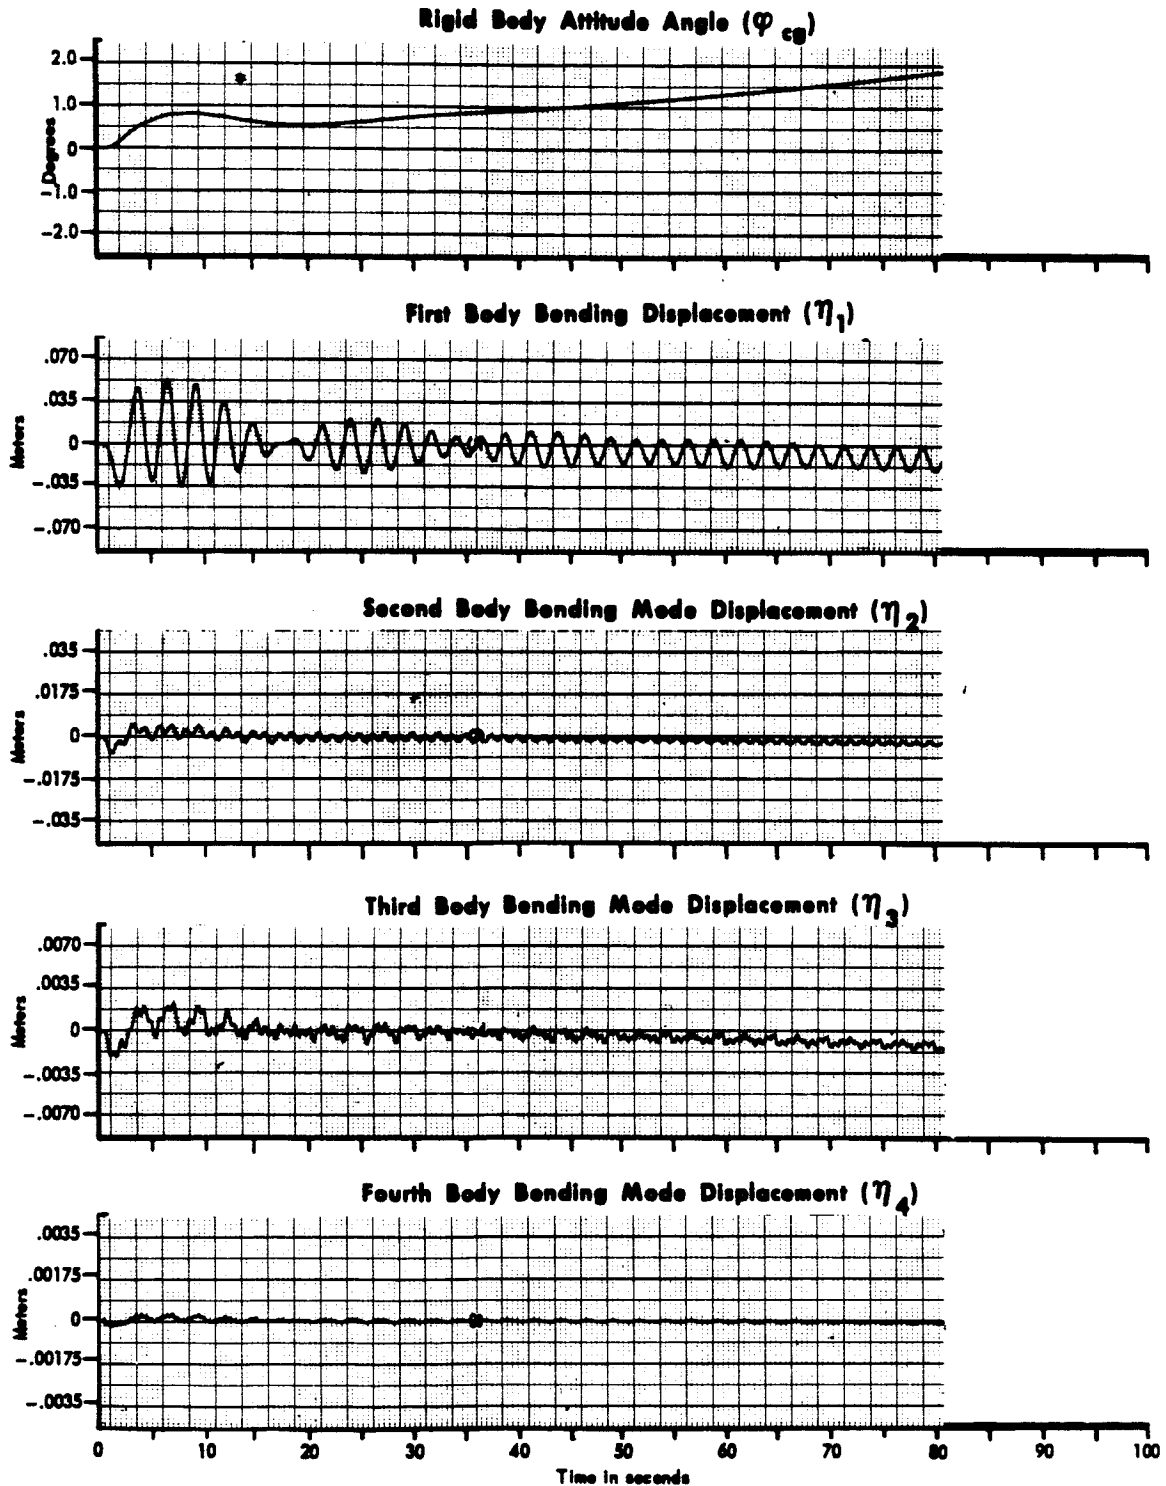 Rigid Body Attitude Angle (φ cg)
2.0
1.0
0
-1.0
-2.0
Degrees
First Body Bending Displacement (η1)
.070
.035
0
-.035
-.070
Meters
Second Body Bending Mode Displacement (η2)
.035
.0175
0
-.0175
-.035
Meters
Third Body Bending Mode Displacement (η3)
.0070
.0035
0
-.0035
-.0070
Meters
Fourth Body Bending Mode Displacement (η4)
.0035
.00175
0
-.00175
-.0035
Meters
0 10 20 30 40 50 60 70 80 90 100
Time in seconds